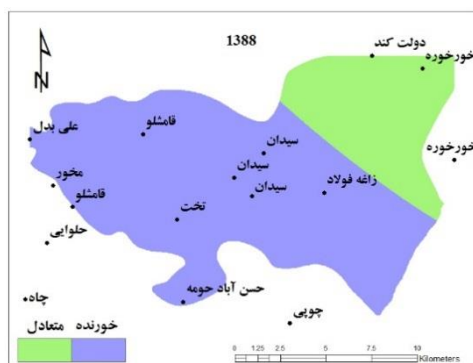 1388
N
دولت کند
خورخوره
قامشلو
علی بدل
سیدان
خورخوره
سیدان
زاغه فولاد
مخور
سیدان
قامشلو
تخت
حلوایی
چاه
حسن آباد حومه
چوپی
متعادل
خورنده
0 1.25 2.5 5 7.5 10
Kilometers